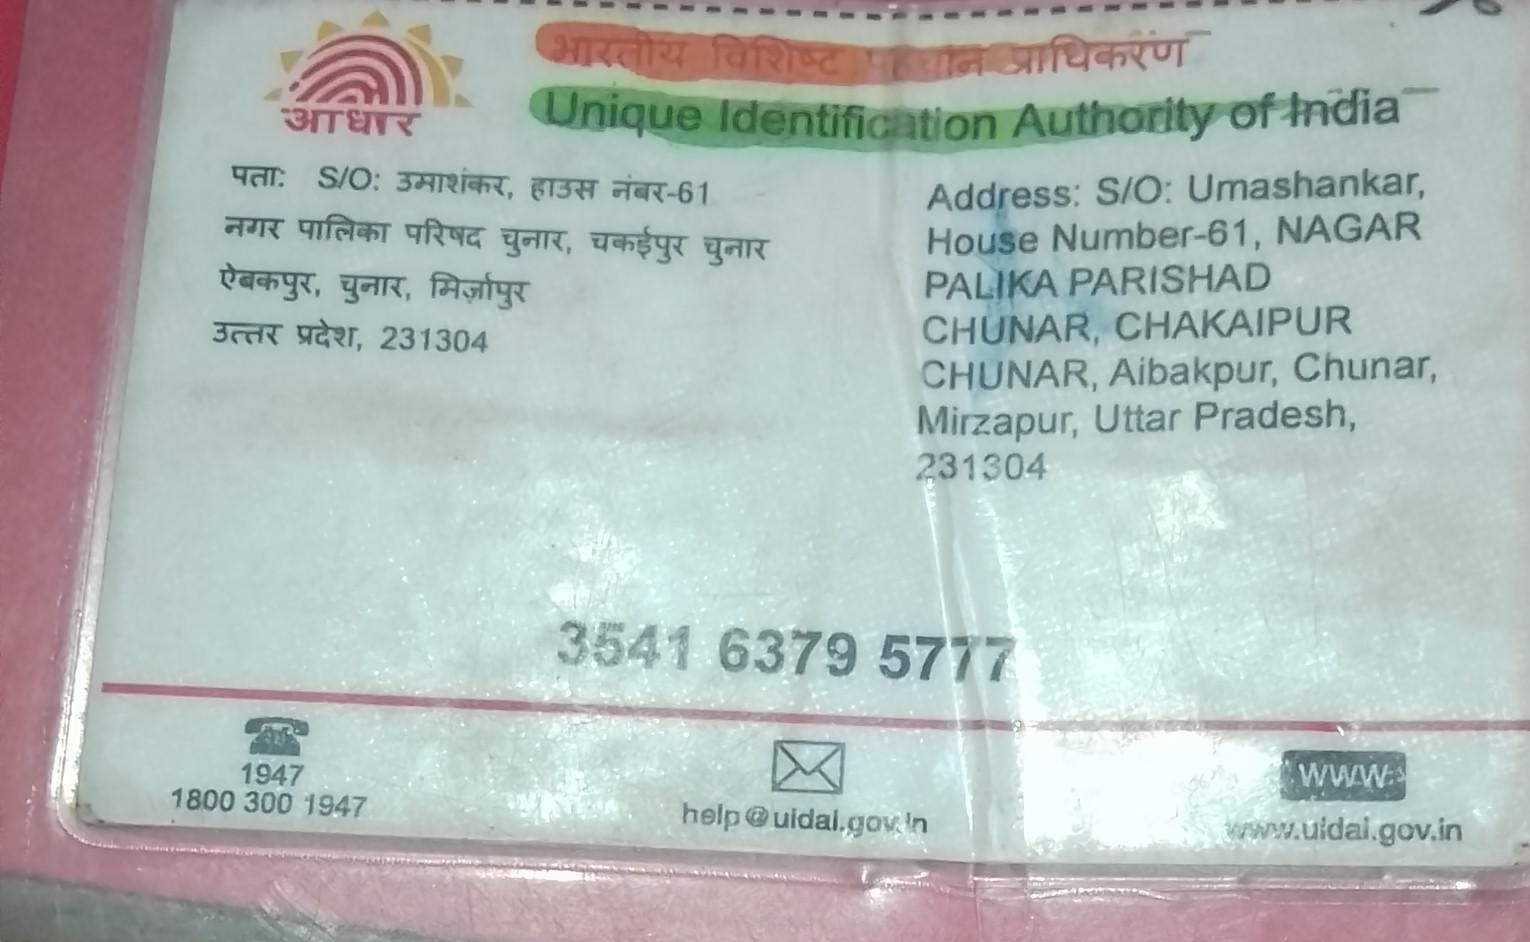 भारतीय विशिष्ट पहचान प्राधिकरण
आधार
Unique Identification Authority of India
पता: S/O: उमाशंकर, हाउस नंबर-61
नगर पालिका परिषद चुनार, चकईपुर चुनार
ऐबकपुर, चुनार, मिर्ज़ापुर
उत्तर प्रदेश, 231304
Address: S/O: Umashankar,
House Number-61, NAGAR
PALIKA PARISHAD
CHUNAR, CHAKAIPUR
CHUNAR, Aibakpur, Chunar,
Mirzapur, Uttar Pradesh,
231304
3541 6379 5777
1947
1800 300 1947
help@uidai.gov.in
www
www.uidai.gov.in